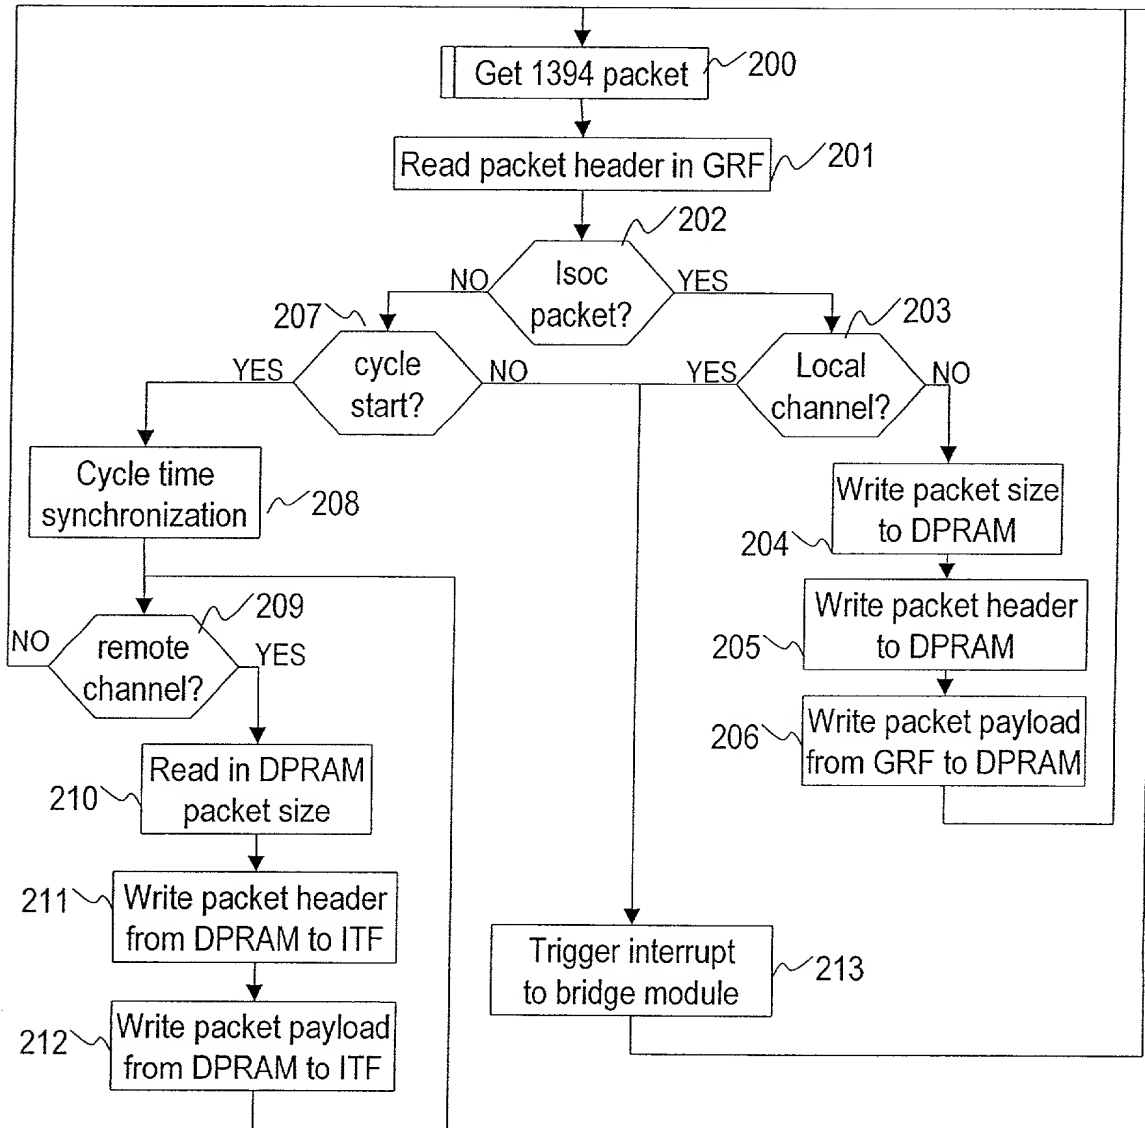 Get 1394 packet
200
Read packet header in GRF
201
202
Isoc
packet?
NO
YES
207
203
cycle
start?
YES
NO
Local
channel?
YES
NO
Cycle time
synchronization
208
Write packet size
to DPRAM
204
Write packet header
to DPRAM
205
209
remote
channel?
NO
YES
Write packet payload
from GRF to DPRAM
206
Read in DPRAM
packet size
210
Write packet header
from DPRAM to ITF
211
Trigger interrupt
to bridge module
213
Write packet payload
from DPRAM to ITF
212